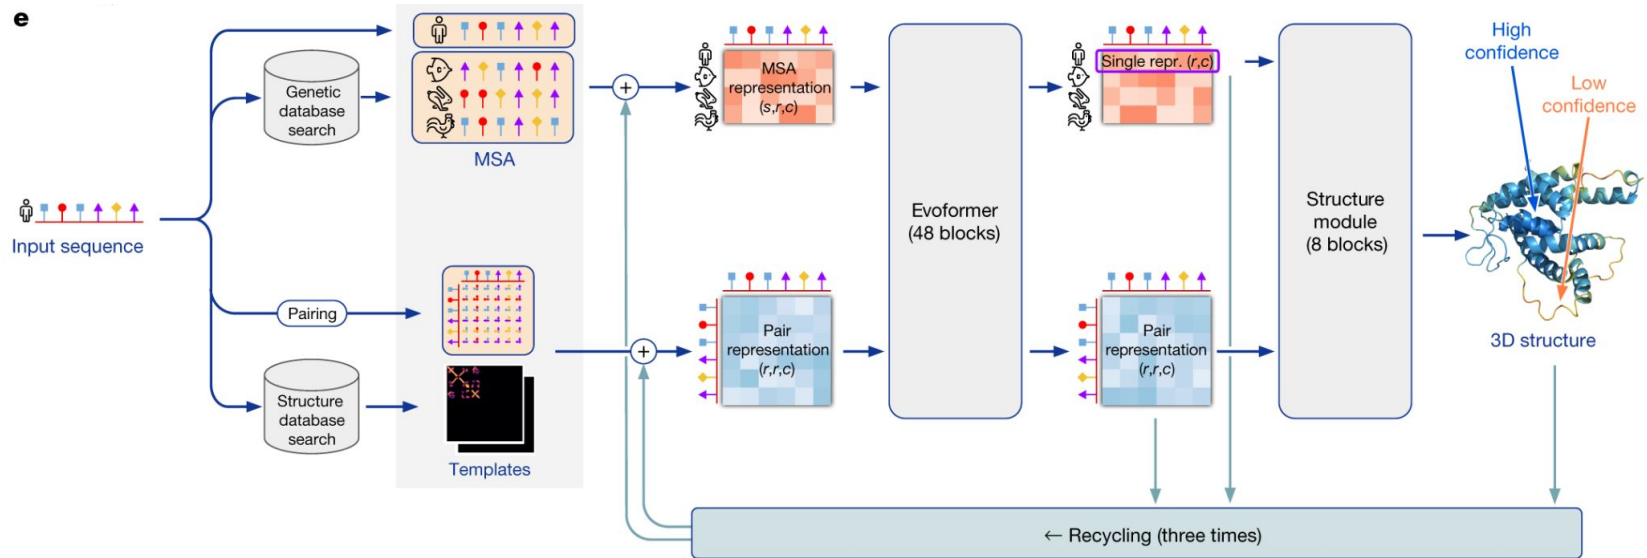 e
Input sequence
Genetic
database
search
MSA
Pairing
Structure
database
search
Templates
+
+
MSA
representation
(s,r,c)
Pair
representation
(r,r,c)
Evoformer
(48 blocks)
Single repr. (r,c)
Pair
representation
(r,r,c)
Structure
module
(8 blocks)
High
confidence
Low
confidence
3D structure
← Recycling (three times)